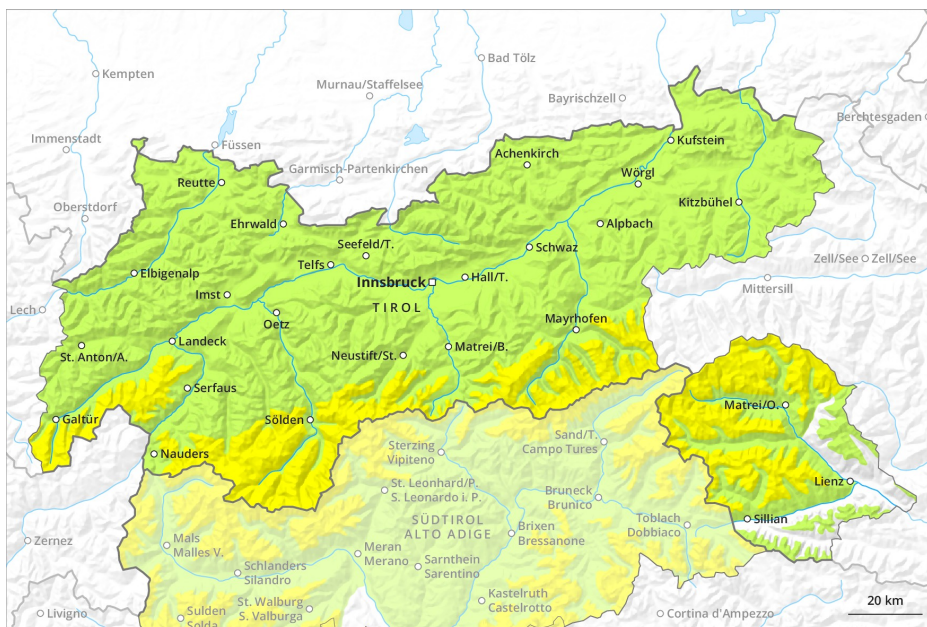 Kempten
Bad Tölz
Murnau/Staffelsee
Bayrischzell
Berchtesgaden
Immenstadt
Füssen
Kufstein
Achenkirch
Garmisch-Partenkirchen
Reutte
Wörgl
Oberstdorf
Kitzbühel
Ehrwald
Alpbach
Seefeld/T.
Schwaz
Telfs
Zell/See
Zell/See
Elbigenalp
Innsbruck
Hall/T.
Mittersill
Imst
Lech
TIROL
Oetz
Mayrhofen
Landeck
Matrei/B.
St. Anton/A.
Neustift/St.
Serfaus
Matrei/O.
Galtür
Sölden
Sand/T.
Campo Tures
Sterzing
Vipiteno
Nauders
Lienz
St. Leonhard/P.
S. Leonardo i. P.
Bruneck
Brunico
SÜDTIROL
ALTO ADIGE
Sillian
Toblach
Dobbiaco
Brixen
Bressanone
Zernez
Mals
Malles V.
Meran
Merano
Sarnthein
Sarentino
Schlanders
Silandro
Kastelruth
Castelrotto
St. Walburg
S. Valburga
20 km
Livigno
Sulden
Solda
Cortina d'Ampezzo